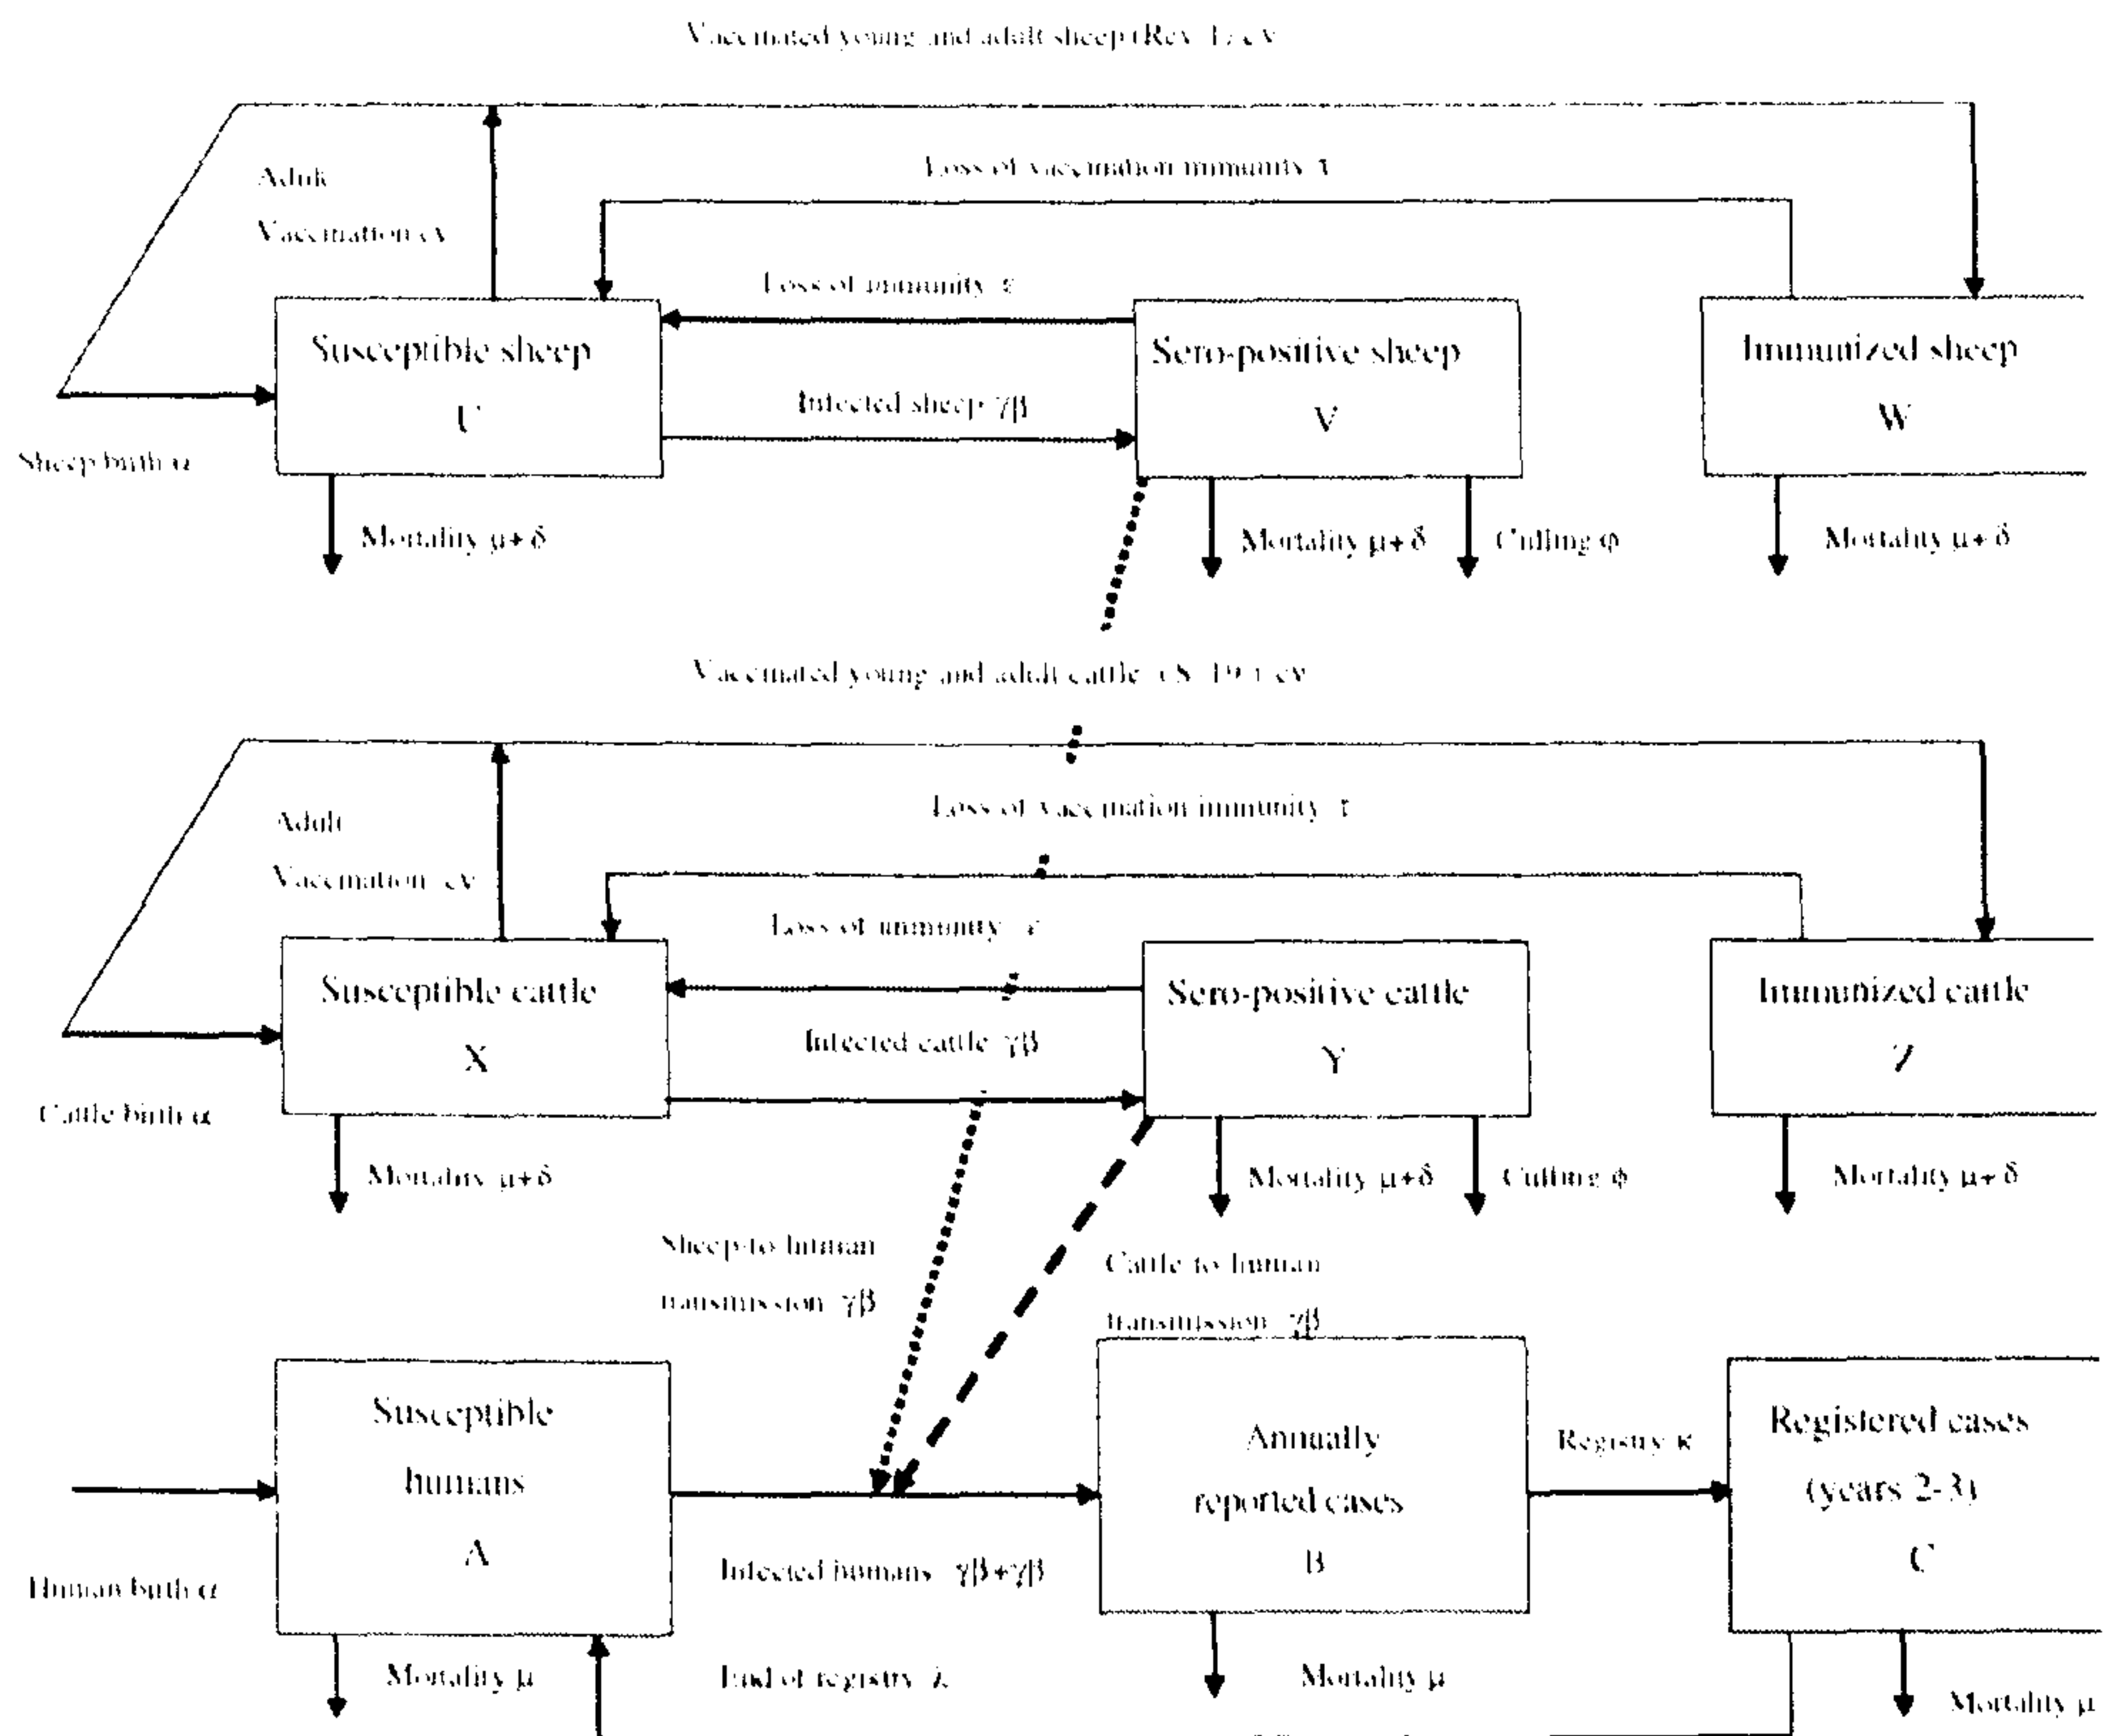 Vaccinated young and adult sheep (Rev. 1) εν
Adult
Vaccination εν
Loss of vaccination immunity τ
Loss of immunity ε
Susceptible sheep
U
Infected sheep γβ
Sero-positive sheep
V
Immunized sheep
W
Sheep birth α
Mortality μ+δ
Mortality μ+δ
Culling φ
Mortality μ+δ
Vaccinated young and adult cattle (S. 19)
Adult
Vaccination εν
Loss of vaccination immunity τ
Loss of immunity ε
Susceptible cattle
X
Infected cattle γβ
Sero-positive cattle
Y
Immunized cattle
Z
Cattle birth α
Mortality μ+δ
Mortality μ+δ
Culling φ
Mortality μ+δ
Sheep-to-human
transmission γβ
Cattle-to-human
transmission γβ
Susceptible
humans
A
Infected humans γβ+γβ
Annually
reported cases
B
Registry κ
Registered cases
(years 2-3)
C
Human birth α
Mortality μ
End of registry λ
Mortality μ
Mortality μ